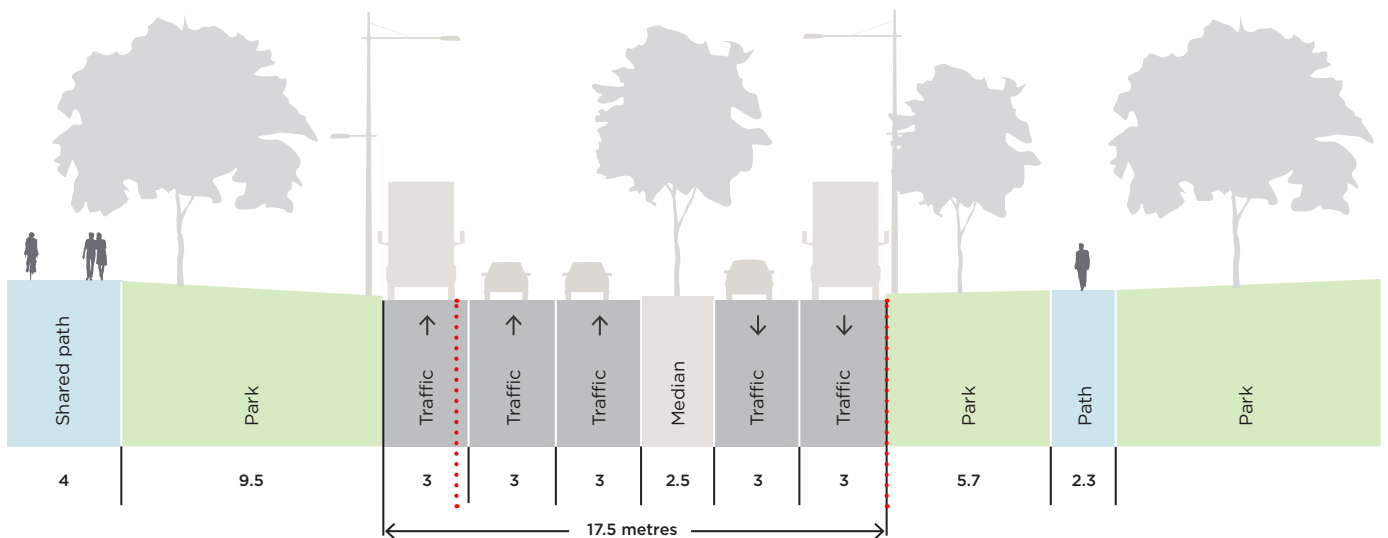 Shared path
Park
Traffic
Traffic
Traffic
Median
Traffic
Traffic
Park
Path
Park
4
9.5
3
3
3
2.5
3
3
5.7
2.3
17.5 metres